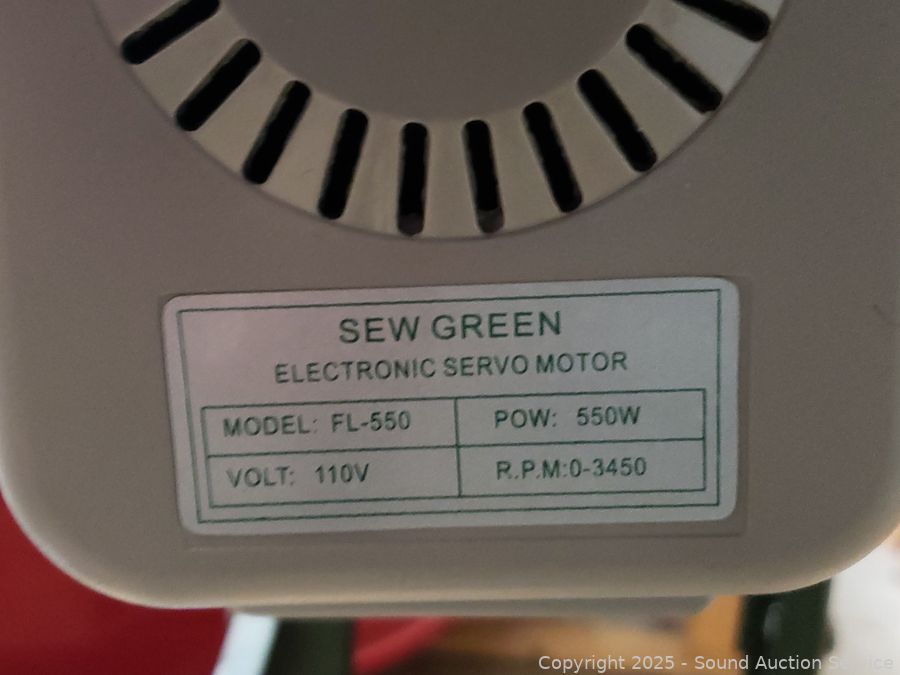 SEW GREEN
ELECTRONIC SERVO MOTOR
MODEL: FL-550 POW: 550W
VOLT: 110V R.P.M:0-3450
Copyright 2025 - Sound Auction Service